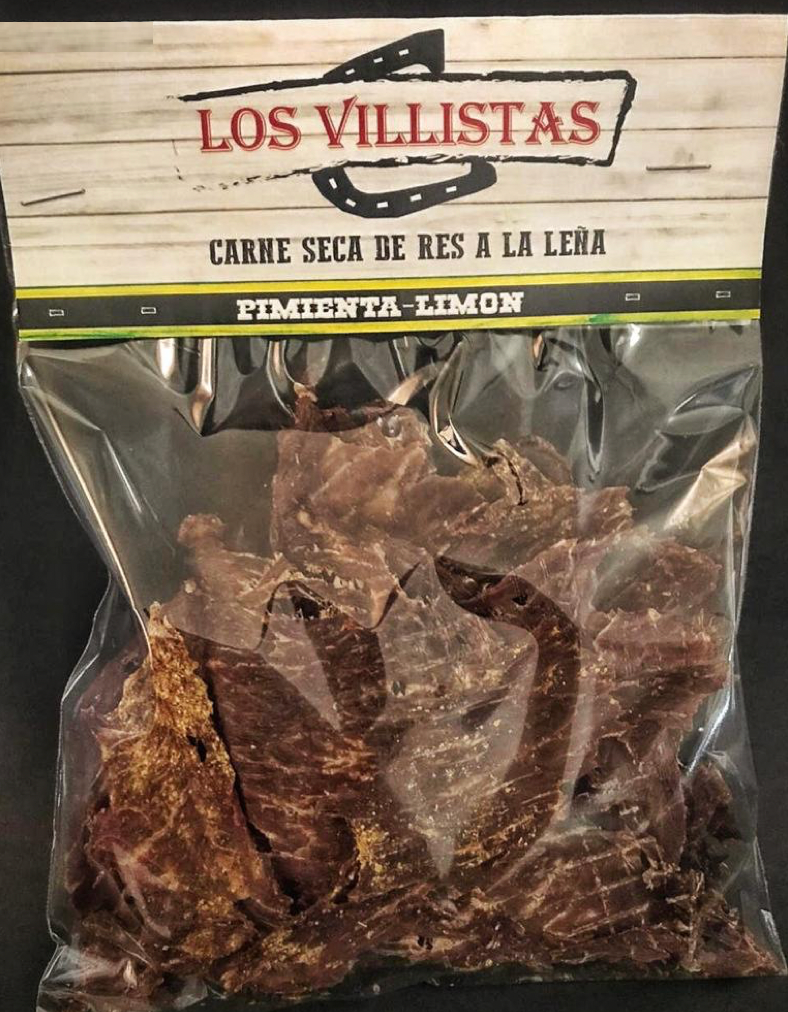 LOS VILLISTAS
CARNE SECA DE RES A LA LEÑA
PIMIENTA-LIMON